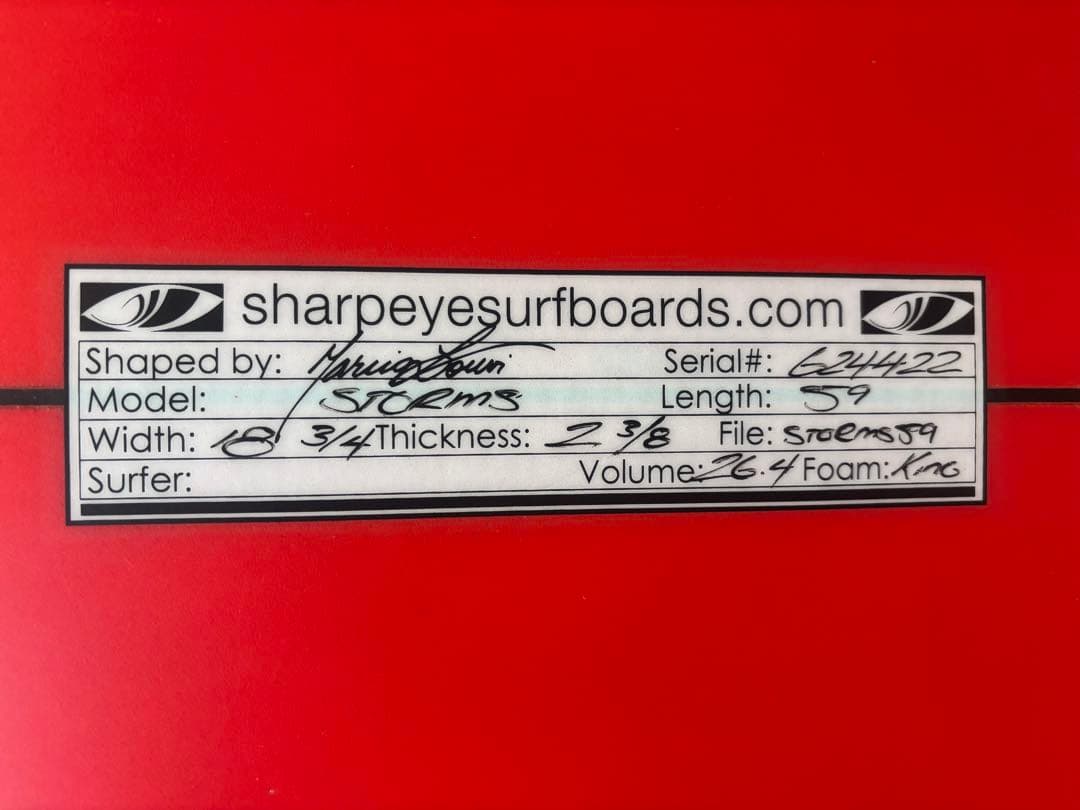 sharpeyesurfboards.com
Shaped by: Serial#: 624422
Model: STORMS Length: 59
Width: 18 3/4 Thickness: 2 3/8 File: STORMS59
Surfer: Volume: 26.4 Foam: King